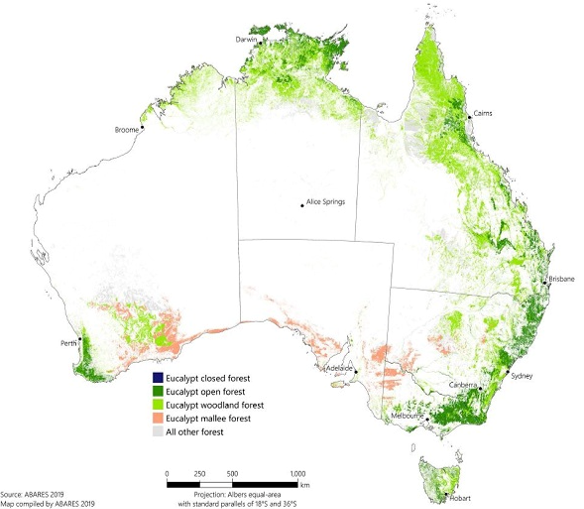 Darwin
Cairns
Broome
Alice Springs
Brisbane
Perth
Adelaide
Sydney
Canberra
Melbourne
Eucalypt closed forest
Eucalypt open forest
Eucalypt woodland forest
Eucalypt mallee forest
All other forest
0 250 500 1,000
km
Projection: Albers equal-area
with standard parallels of 18°S and 36°S
Source: ABARES 2019
Map compiled by ABARES 2019
Hobart